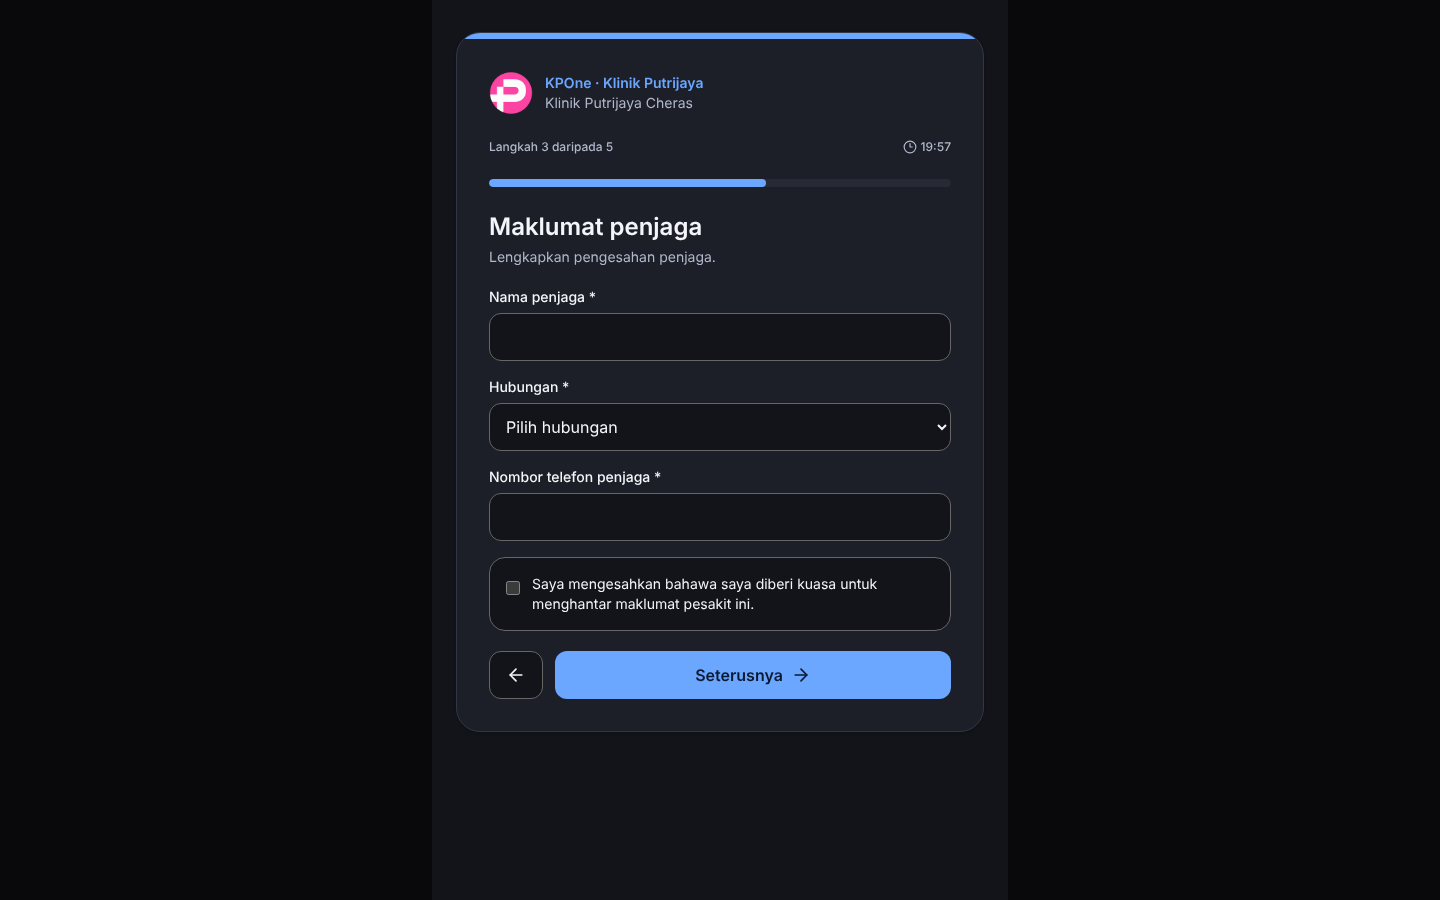 KPOne · Klinik Putrijaya
Klinik Putrijaya Cheras
Langkah 3 daripada 5
19:57
Maklumat penjaga
Lengkapkan pengesahan penjaga.
Nama penjaga *
Hubungan *
Pilih hubungan
Nombor telefon penjaga *
Saya mengesahkan bahawa saya diberi kuasa untuk
menghantar maklumat pesakit ini.
Seterusnya